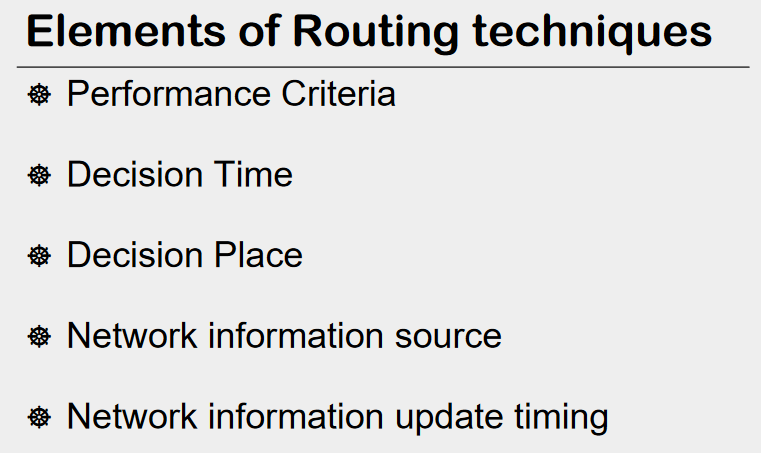 Elements of Routing techniques
☸ Performance Criteria
☸ Decision Time
☸ Decision Place
☸ Network information source
☸ Network information update timing